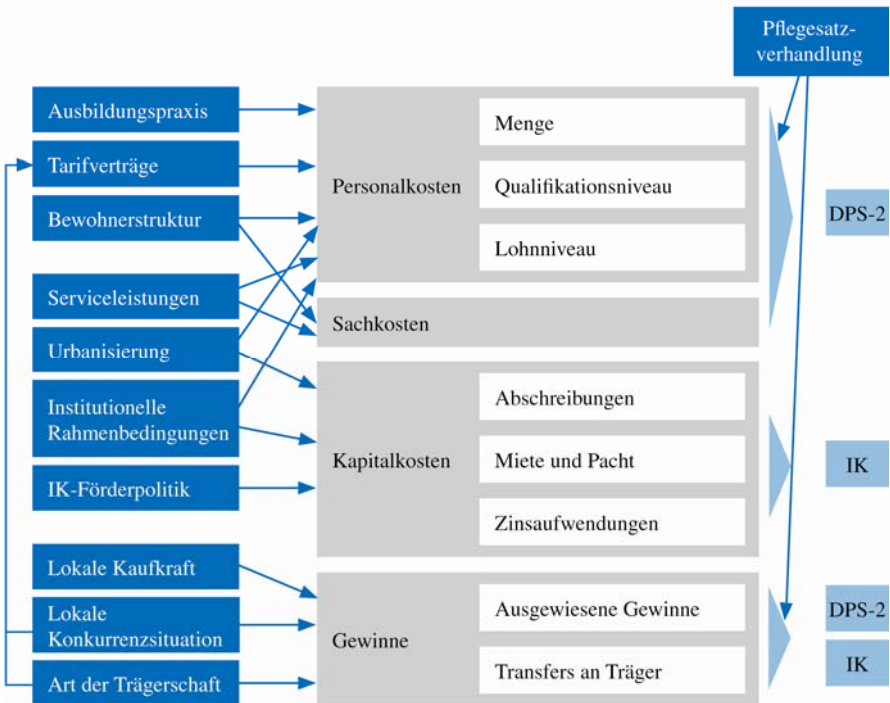 Pflegesatz-
verhandlung
Ausbildungspraxis
Tarifverträge
Bewohnerstruktur
Serviceleistungen
Urbanisierung
Institutionelle
Rahmenbedingungen
IK-Förderpolitik
Lokale Kaufkraft
Lokale
Konkurrenzsituation
Art der Trägerschaft
Personalkosten
Menge
Qualifikationsniveau
Lohnniveau
Sachkosten
Kapitalkosten
Abschreibungen
Miete und Pacht
Zinsaufwendungen
Gewinne
Ausgewiesene Gewinne
Transfers an Träger
DPS-2
IK
DPS-2
IK